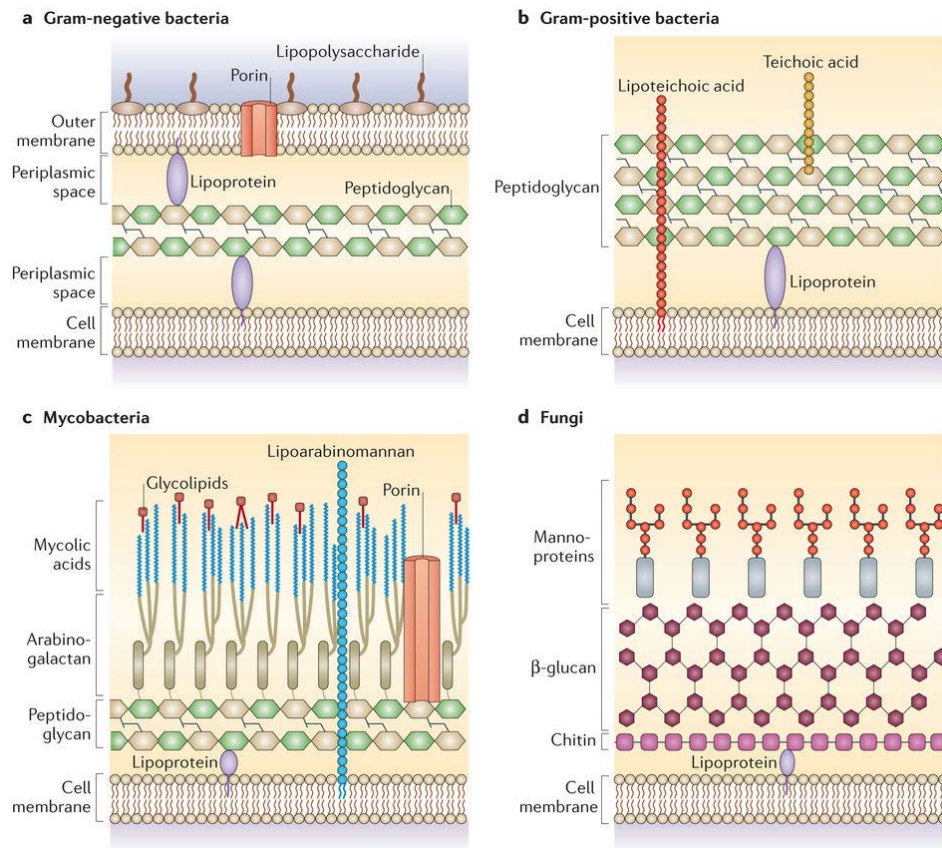 a Gram-negative bacteria
Lipopolysaccharide
Porin
Outer
membrane
Periplasmic
space
Lipoprotein
Peptidoglycan
Periplasmic
space
Cell
membrane
b Gram-positive bacteria
Teichoic acid
Lipoteichoic acid
Peptidoglycan
Lipoprotein
Cell
membrane
c Mycobacteria
Lipoarabinomannan
Glycolipids
Porin
Mycolic
acids
Arabino-
galactan
Peptido-
glycan
Lipoprotein
Cell
membrane
d Fungi
Manno-
proteins
β-glucan
Chitin
Lipoprotein
Cell
membrane